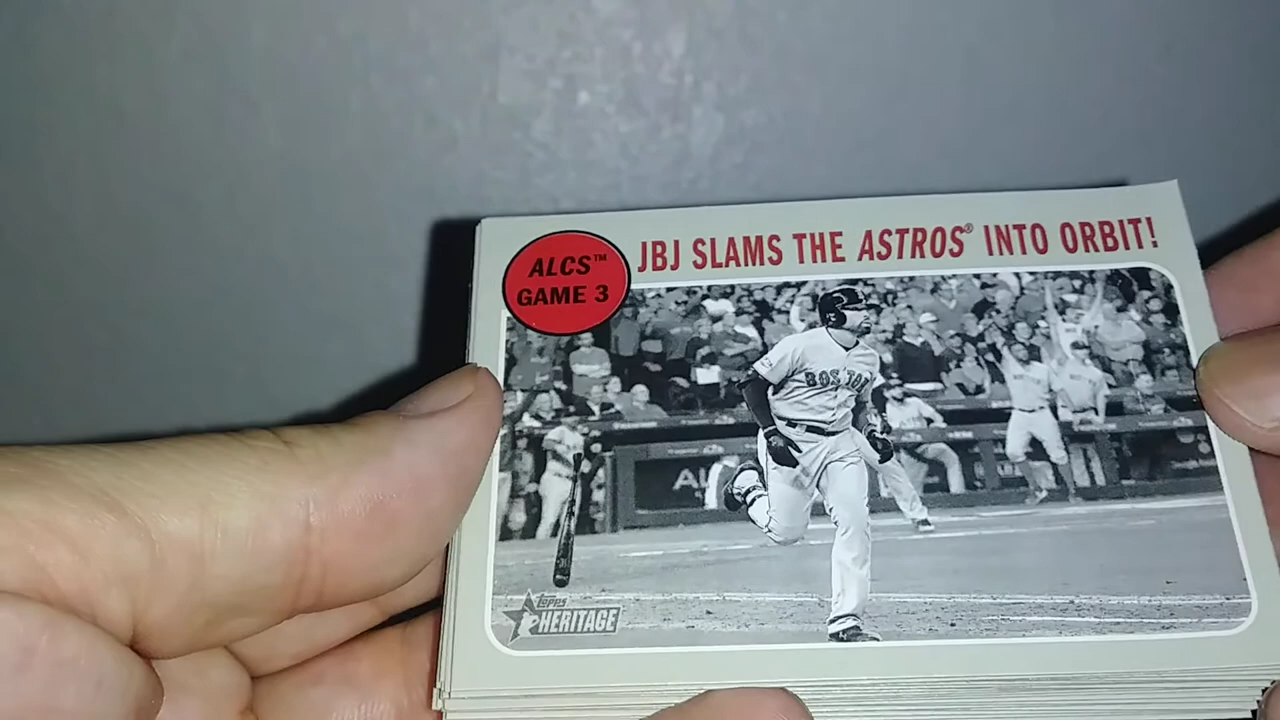 ALCS™
GAME 3
JBJ SLAMS THE ASTROS® INTO ORBIT!
BOSTON
topps
HERITAGE